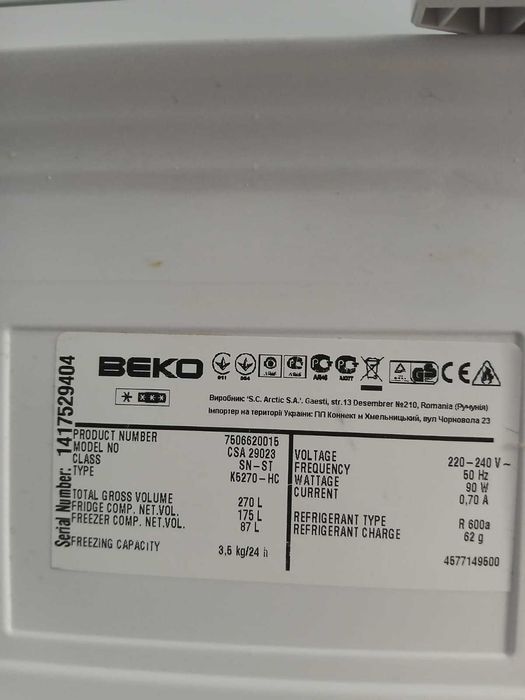 BEKO
Виробник 'S.C. Arctic S.A.'. Gaesti, str.13 Desembrer №210, Romania (Румунія)
Імпортер на території України: ПП Коннект м Хмельницький, вул Чорновола 23
Serial Number: 1417529404
PRODUCT NUMBER 7506620015
MODEL NO CSA 29023
CLASS SN-ST
TYPE K5270-HC
TOTAL GROSS VOLUME 270 L
FRIDGE COMP. NET.VOL. 175 L
FREEZER COMP. NET.VOL. 87 L
FREEZING CAPACITY 3,5 kg/24 h
VOLTAGE 220-240 V~
FREQUENCY 50 Hz
WATTAGE 90 W
CURRENT 0,70 A
REFRIGERANT TYPE R 600a
REFRIGERANT CHARGE 62 g
4577149500